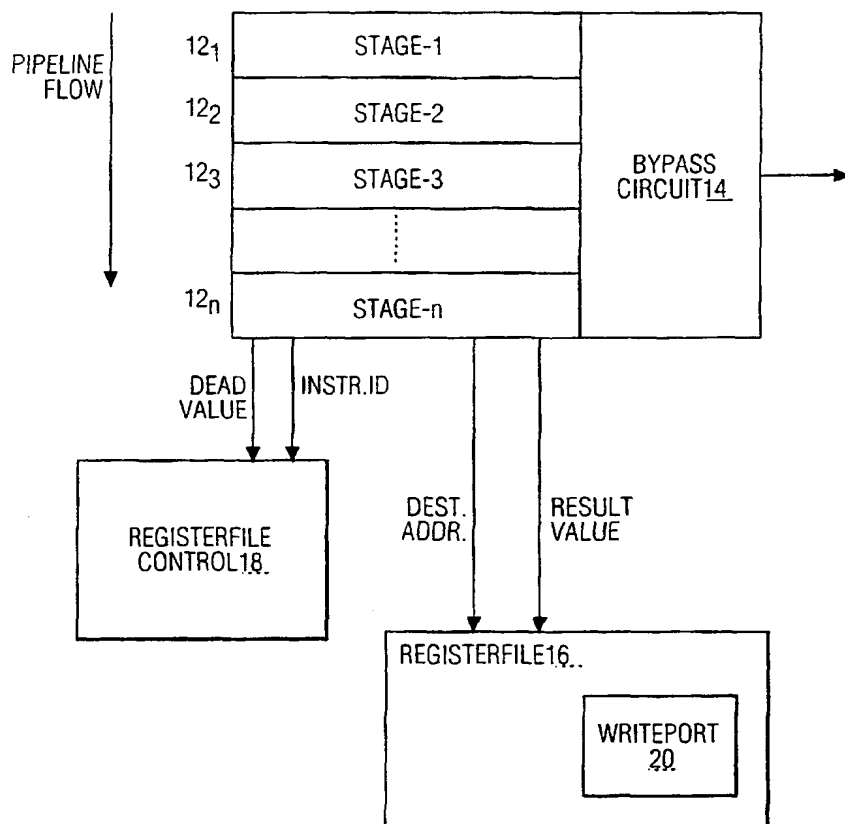 PIPELINE
FLOW
12₁ STAGE-1
12₂ STAGE-2
12₃ STAGE-3
12ₙ STAGE-n
BYPASS
CIRCUIT14
DEAD
VALUE
INSTR.ID
REGISTERFILE
CONTROL18
DEST.
ADDR.
RESULT
VALUE
REGISTERFILE16
WRITEPORT
20